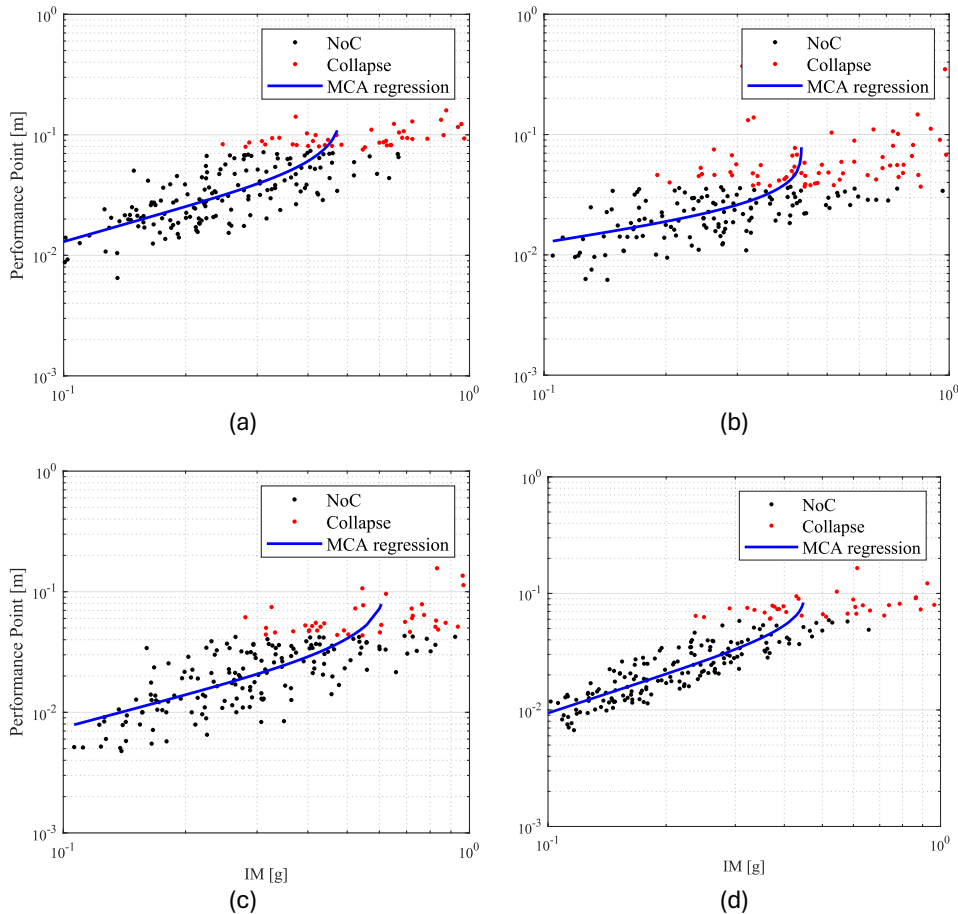 10^0
NoC
Collapse
MCA regression
10^-1
10^-2
10^-3
10^-1
10^0
Performance Point [m]
(a)
10^0
NoC
Collapse
MCA regression
10^-1
10^-2
10^-3
10^-1
10^0
(b)
10^0
NoC
Collapse
MCA regression
10^-1
10^-2
10^-3
10^-1
10^0
Performance Point [m]
IM [g]
(c)
10^0
NoC
Collapse
MCA regression
10^-1
10^-2
10^-3
10^-1
10^0
IM [g]
(d)